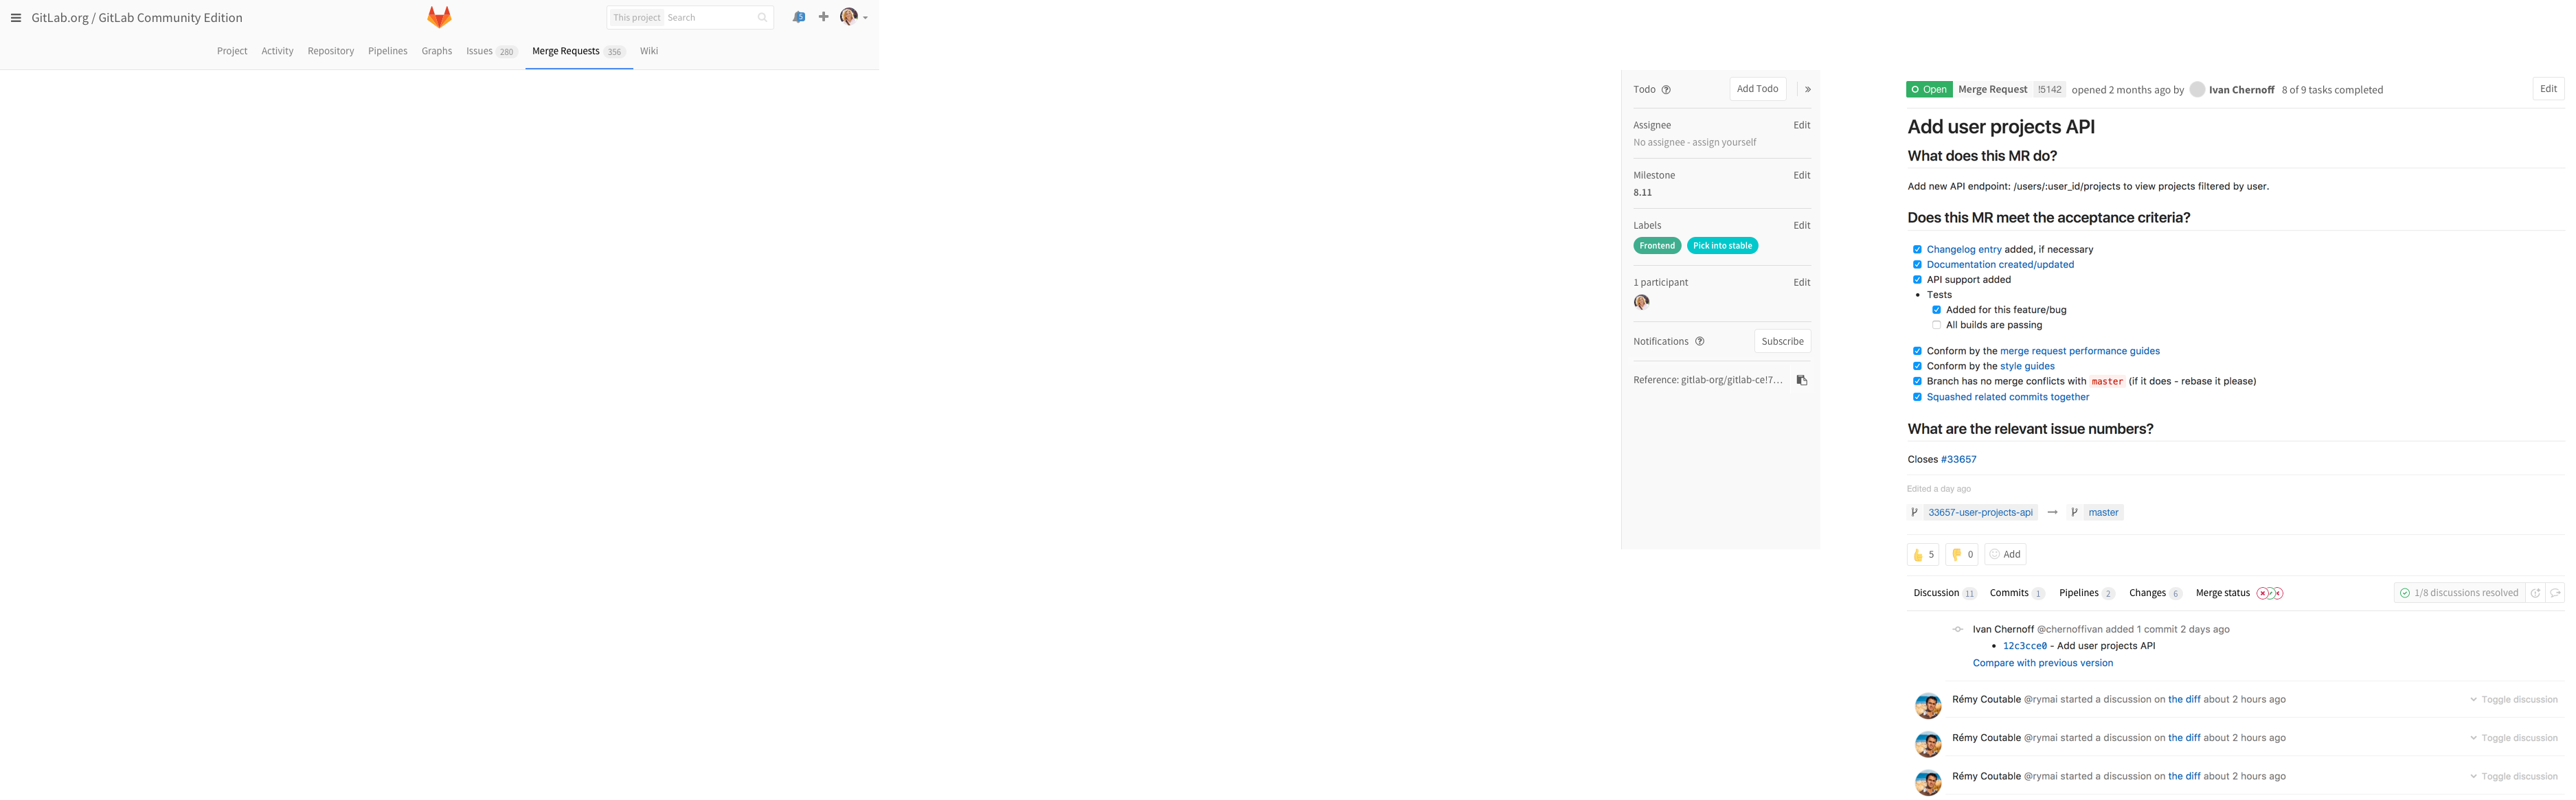 GitLab.org / GitLab Community Edition
This project Search
5
Project Activity Repository Pipelines Graphs Issues 280 Merge Requests 356 Wiki
Todo Add Todo »
Assignee Edit
No assignee - assign yourself
Milestone Edit
8.11
Labels Edit
Frontend Pick into stable
1 participant Edit
Notifications Subscribe
Reference: gitlab-org/gitlab-ce!7...
Open Merge Request !5142 opened 2 months ago by Ivan Chernoff 8 of 9 tasks completed Edit
Add user projects API
What does this MR do?
Add new API endpoint: /users/:user_id/projects to view projects filtered by user.
Does this MR meet the acceptance criteria?
Changelog entry added, if necessary
Documentation created/updated
API support added
• Tests
Added for this feature/bug
All builds are passing
Conform by the merge request performance guides
Conform by the style guides
Branch has no merge conflicts with master (if it does - rebase it please)
Squashed related commits together
What are the relevant issue numbers?
Closes #33657
Edited a day ago
33657-user-projects-api → master
5 0 Add
Discussion 11 Commits 1 Pipelines 2 Changes 6 Merge status 1/8 discussions resolved
Ivan Chernoff @chernoffivan added 1 commit 2 days ago
• 12c3cce0 - Add user projects API
Compare with previous version
Rémy Coutable @rymai started a discussion on the diff about 2 hours ago Toggle discussion
Rémy Coutable @rymai started a discussion on the diff about 2 hours ago Toggle discussion
Rémy Coutable @rymai started a discussion on the diff about 2 hours ago Toggle discussion